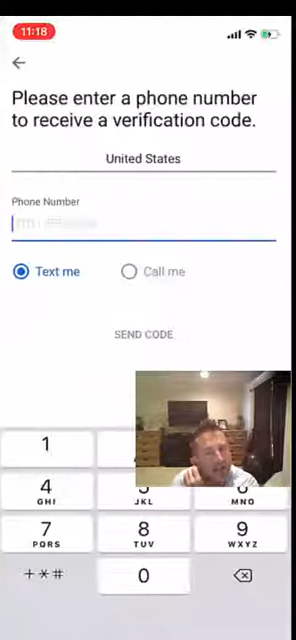 11:18
Please enter a phone number
to receive a verification code.
United States
Phone Number
Text me
Call me
SEND CODE
1
4
GHI
JKL
MNO
7
PQRS
8
TUV
9
WXYZ
+*#
0